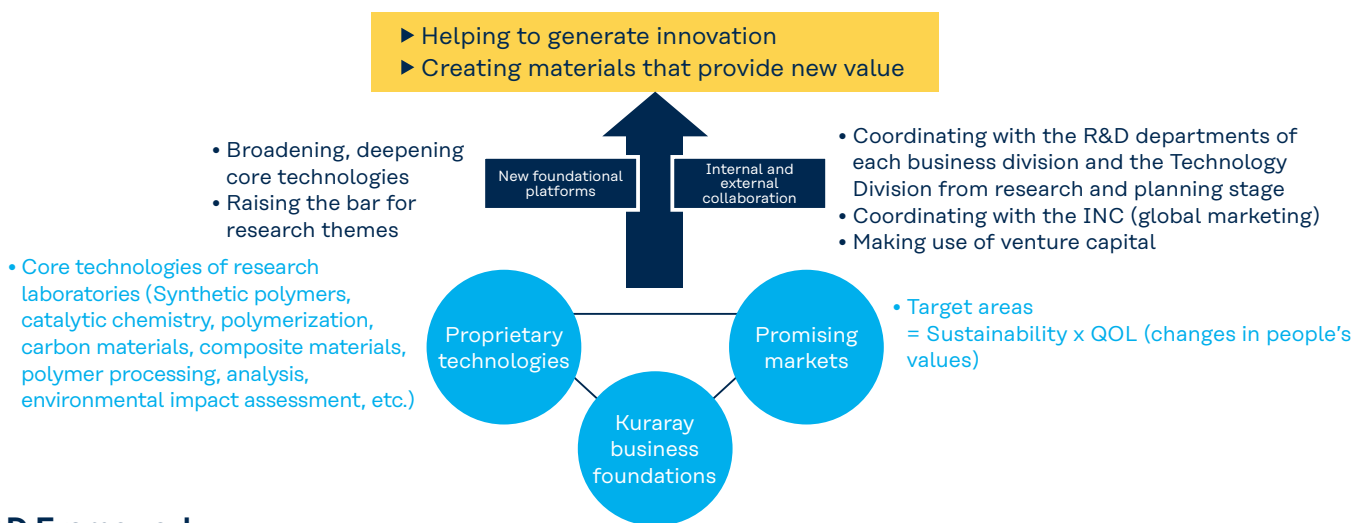 ▶ Helping to generate innovation
▶ Creating materials that provide new value
• Broadening, deepening
core technologies
• Raising the bar for
research themes
New foundational
platforms
Internal and
external
collaboration
• Coordinating with the R&D departments of
each business division and the Technology
Division from research and planning stage
• Coordinating with the INC (global marketing)
• Making use of venture capital
• Core technologies of research
laboratories (Synthetic polymers,
catalytic chemistry, polymerization,
carbon materials, composite materials,
polymer processing, analysis,
environmental impact assessment, etc.)
Proprietary
technologies
Promising
markets
• Target areas
= Sustainability x QOL (changes in people’s
values)
Kuraray
business
foundations